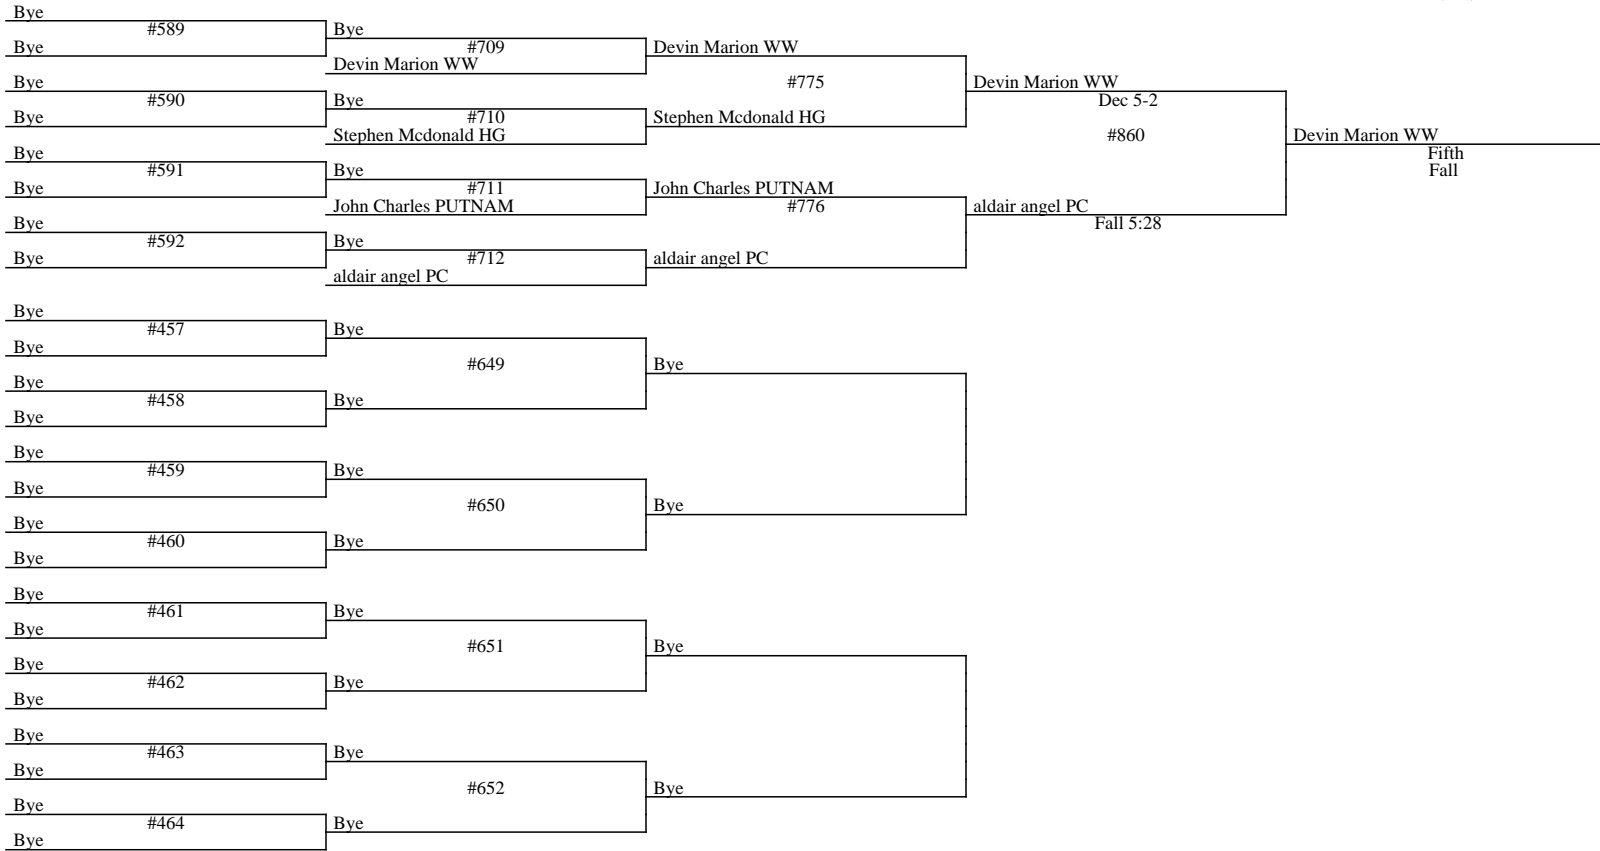 Bye
#589
Bye
Bye
#709
Devin Marion WW
Devin Marion WW
Bye
#590
Bye
Bye
#710
Stephen Mcdonald HG
Stephen Mcdonald HG
#775
Devin Marion WW
Dec 5-2
Bye
#591
Bye
Bye
#711
John Charles PUTNAM
John Charles PUTNAM
#776
Bye
#592
Bye
Bye
#712
aldair angel PC
aldair angel PC
aldair angel PC
Fall 5:28
#860
Devin Marion WW
Fifth
Fall
Bye
#457
Bye
Bye
Bye
#458
Bye
Bye
#649
Bye
Bye
#459
Bye
Bye
Bye
#460
Bye
Bye
#650
Bye
Bye
#461
Bye
Bye
Bye
#462
Bye
Bye
#651
Bye
Bye
#463
Bye
Bye
Bye
#464
Bye
Bye
#652
Bye